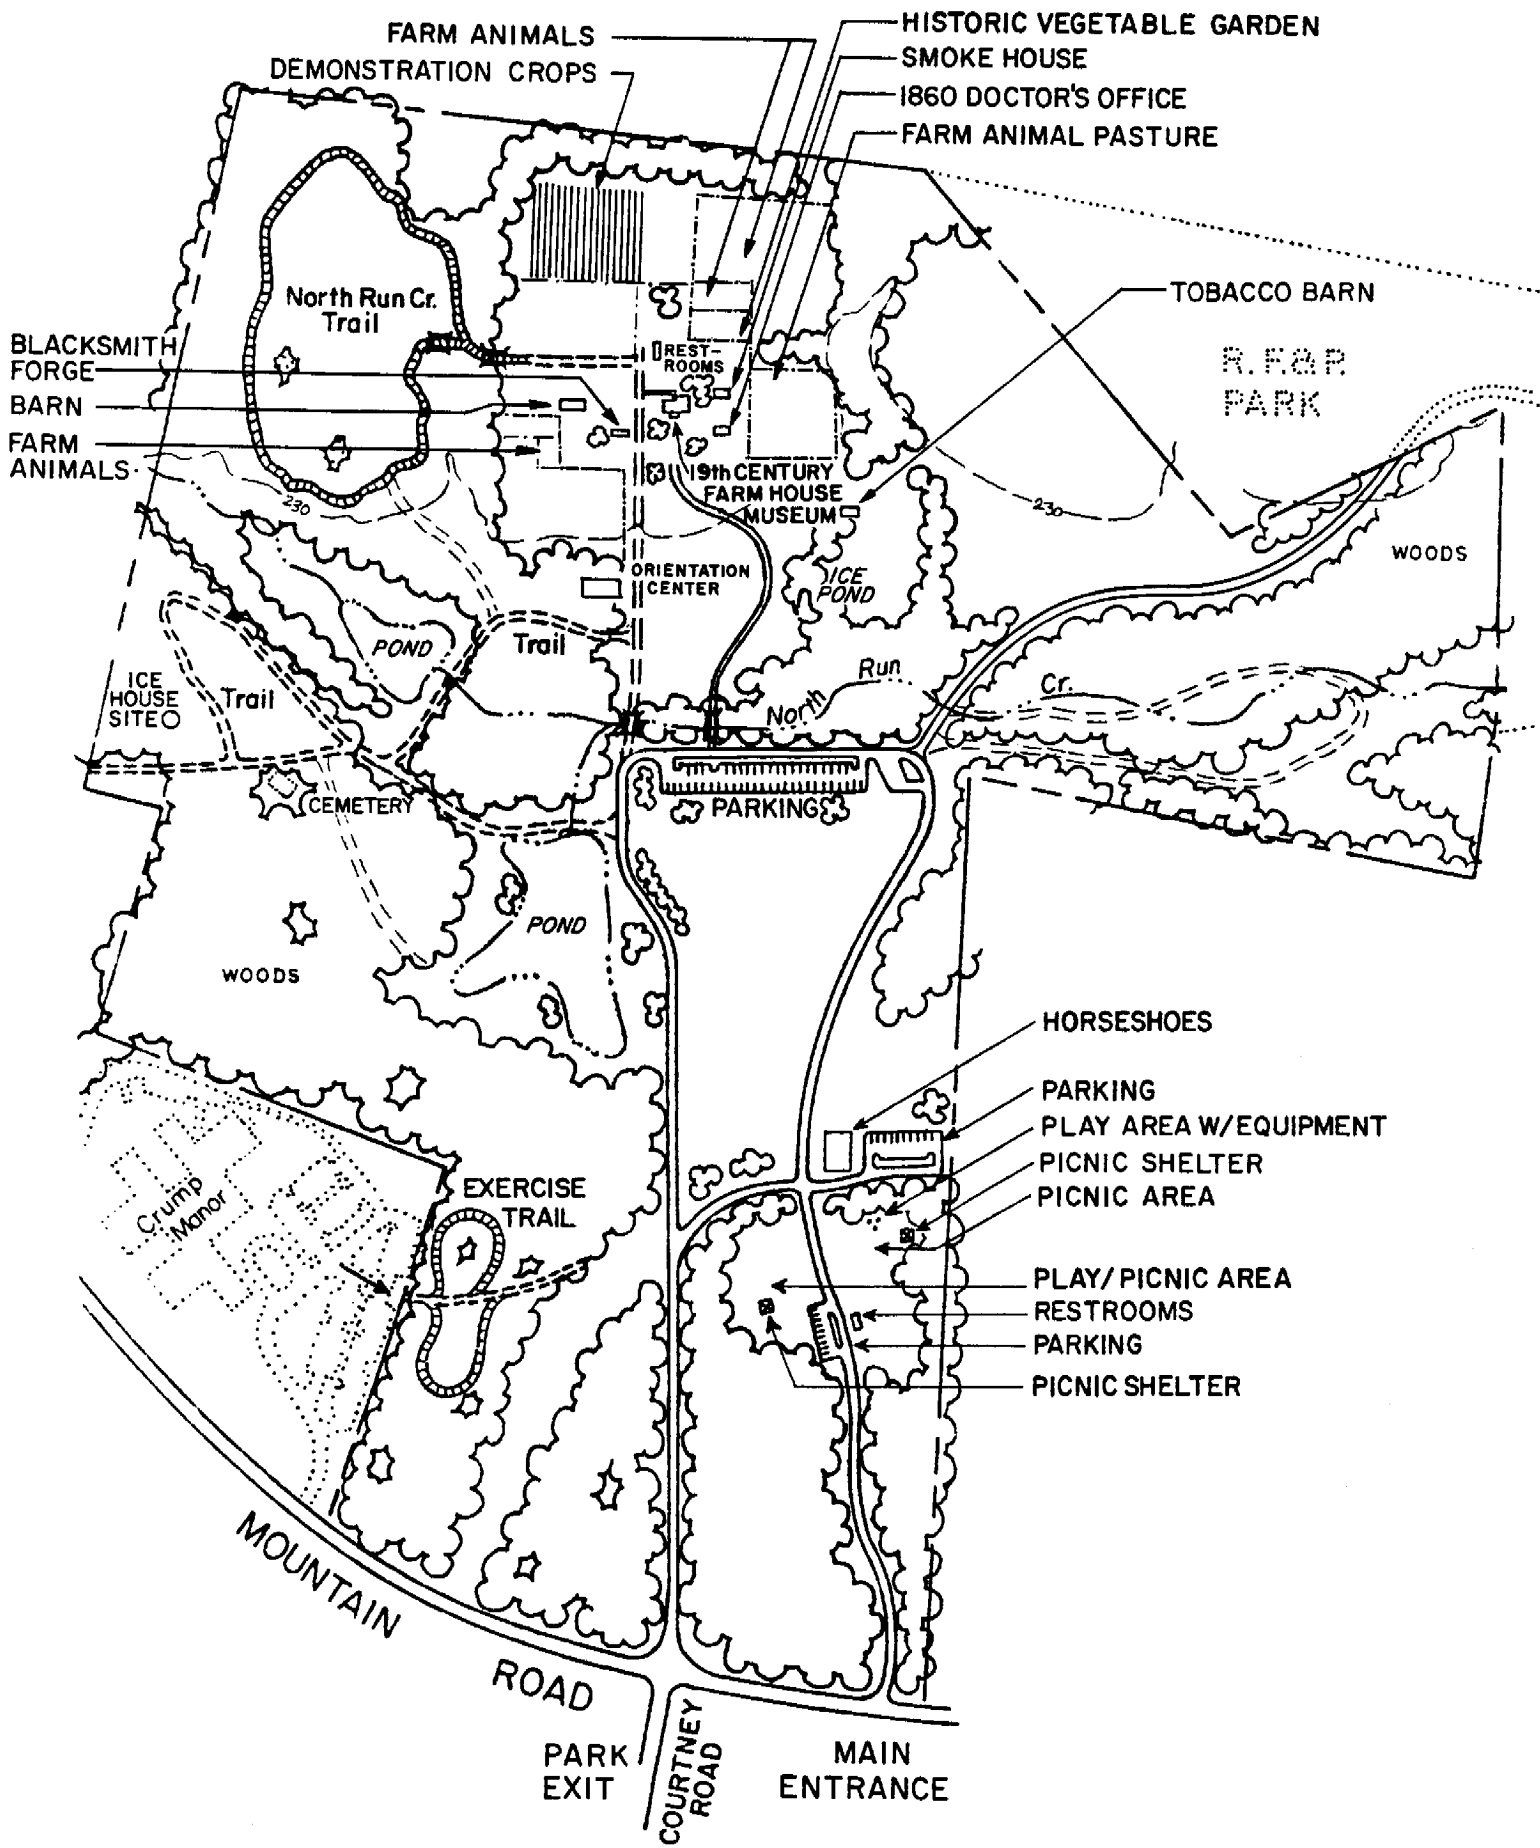 FARM ANIMALS
DEMONSTRATION CROPS
HISTORIC VEGETABLE GARDEN
SMOKE HOUSE
1860 DOCTOR'S OFFICE
FARM ANIMAL PASTURE
TOBACCO BARN
North Run Cr.
Trail
BLACKSMITH
FORGE
BARN
FARM
ANIMALS
REST-
ROOMS
R.F.&P.
PARK
19th CENTURY
FARM HOUSE
MUSEUM
230
230
WOODS
ORIENTATION
CENTER
ICE
POND
POND
Trail
ICE
HOUSE
SITE
Trail
North Run Cr.
CEMETERY
PARKING
POND
WOODS
HORSESHOES
PARKING
PLAY AREA W/EQUIPMENT
PICNIC SHELTER
PICNIC AREA
Crump
Manor
EXERCISE
TRAIL
PLAY/PICNIC AREA
RESTROOMS
PARKING
PICNIC SHELTER
MOUNTAIN
ROAD
PARK
EXIT
COURTNEY
ROAD
MAIN
ENTRANCE